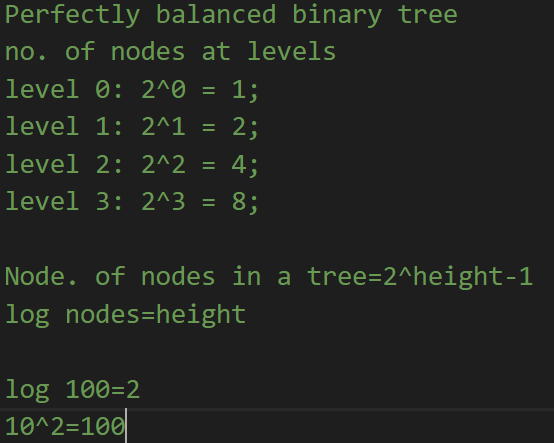 Perfectly balanced binary tree
no. of nodes at levels
level 0: 2^0 = 1;
level 1: 2^1 = 2;
level 2: 2^2 = 4;
level 3: 2^3 = 8;
Node. of nodes in a tree=2^height-1
log nodes=height
log 100=2
10^2=100